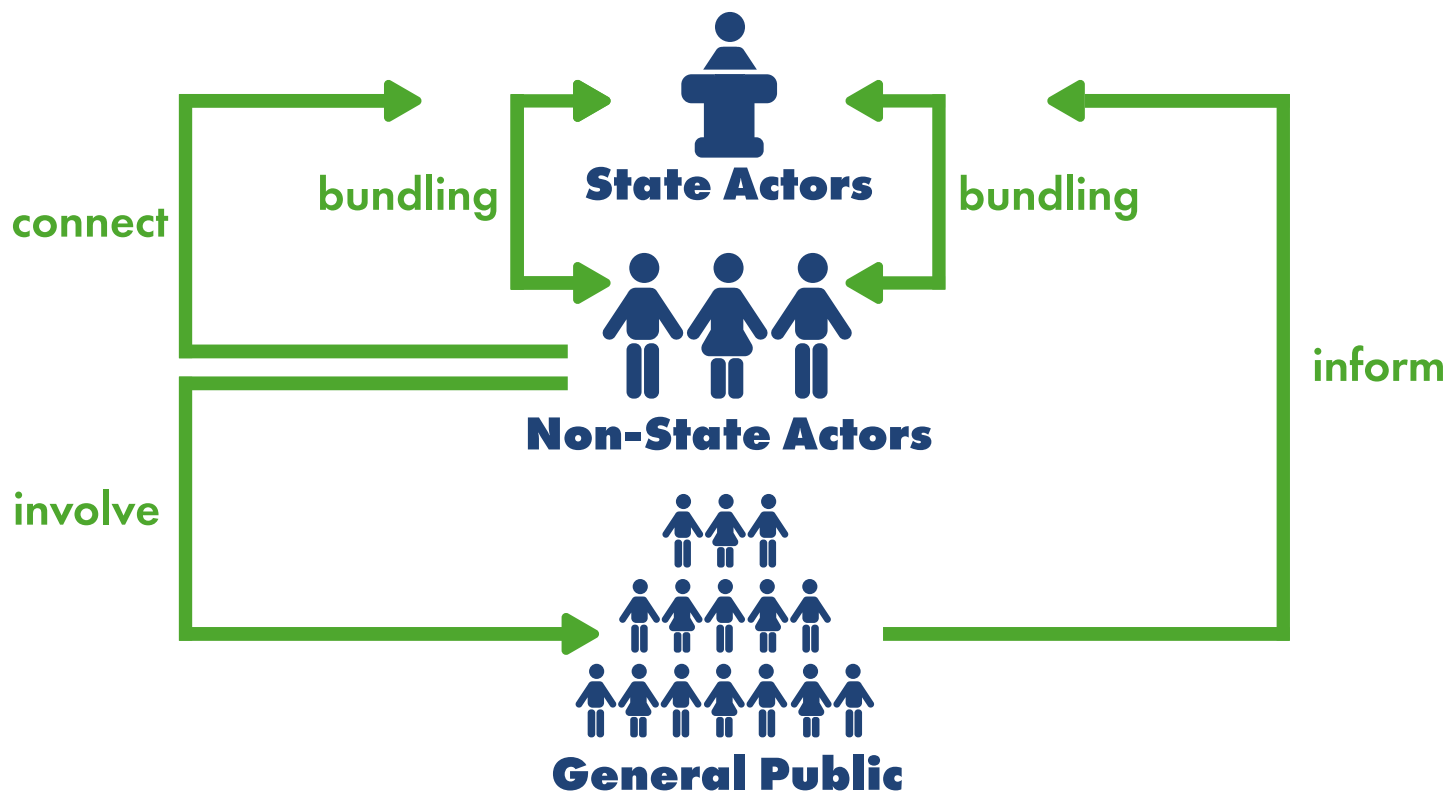 State Actors
bundling
bundling
connect
inform
Non-State Actors
involve
General Public